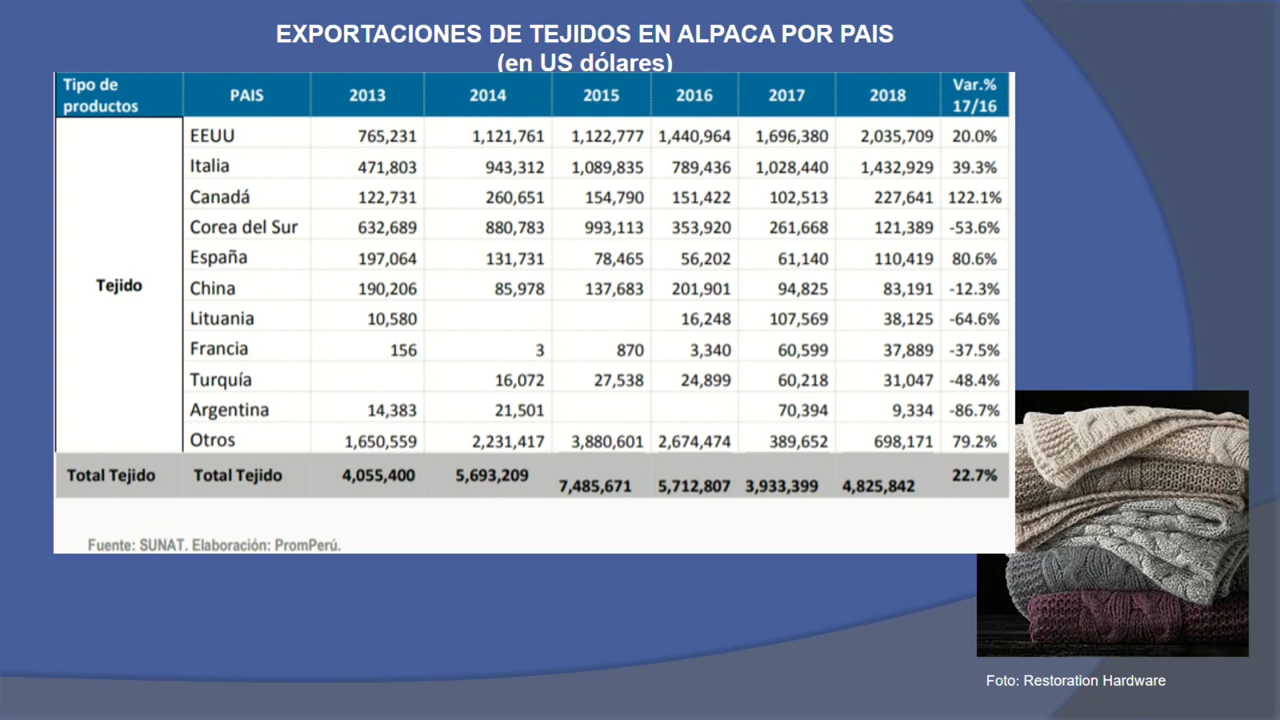 EXPORTACIONES DE TEJIDOS EN ALPACA POR PAIS
(en US dólares)
Tipo de productos PAIS 2013 2014 2015 2016 2017 2018 Var.% 17/16
Tejido
EEUU 765,231 1,121,761 1,122,777 1,440,964 1,696,380 2,035,709 20.0%
Italia 471,803 943,312 1,089,835 789,436 1,028,440 1,432,929 39.3%
Canadá 122,731 260,651 154,790 151,422 102,513 227,641 122.1%
Corea del Sur 632,689 880,783 993,113 353,920 261,668 121,389 -53.6%
España 197,064 131,731 78,465 56,202 61,140 110,419 80.6%
China 190,206 85,978 137,683 201,901 94,825 83,191 -12.3%
Lituania 10,580 16,248 107,569 38,125 -64.6%
Francia 156 3 870 3,340 60,599 37,889 -37.5%
Turquía 16,072 27,538 24,899 60,218 31,047 -48.4%
Argentina 14,383 21,501 70,394 9,334 -86.7%
Otros 1,650,559 2,231,417 3,880,601 2,674,474 389,652 698,171 79.2%
Total Tejido Total Tejido 4,055,400 5,693,209 7,485,671 5,712,807 3,933,399 4,825,842 22.7%
Fuente: SUNAT. Elaboración: PromPerú.
Foto: Restoration Hardware